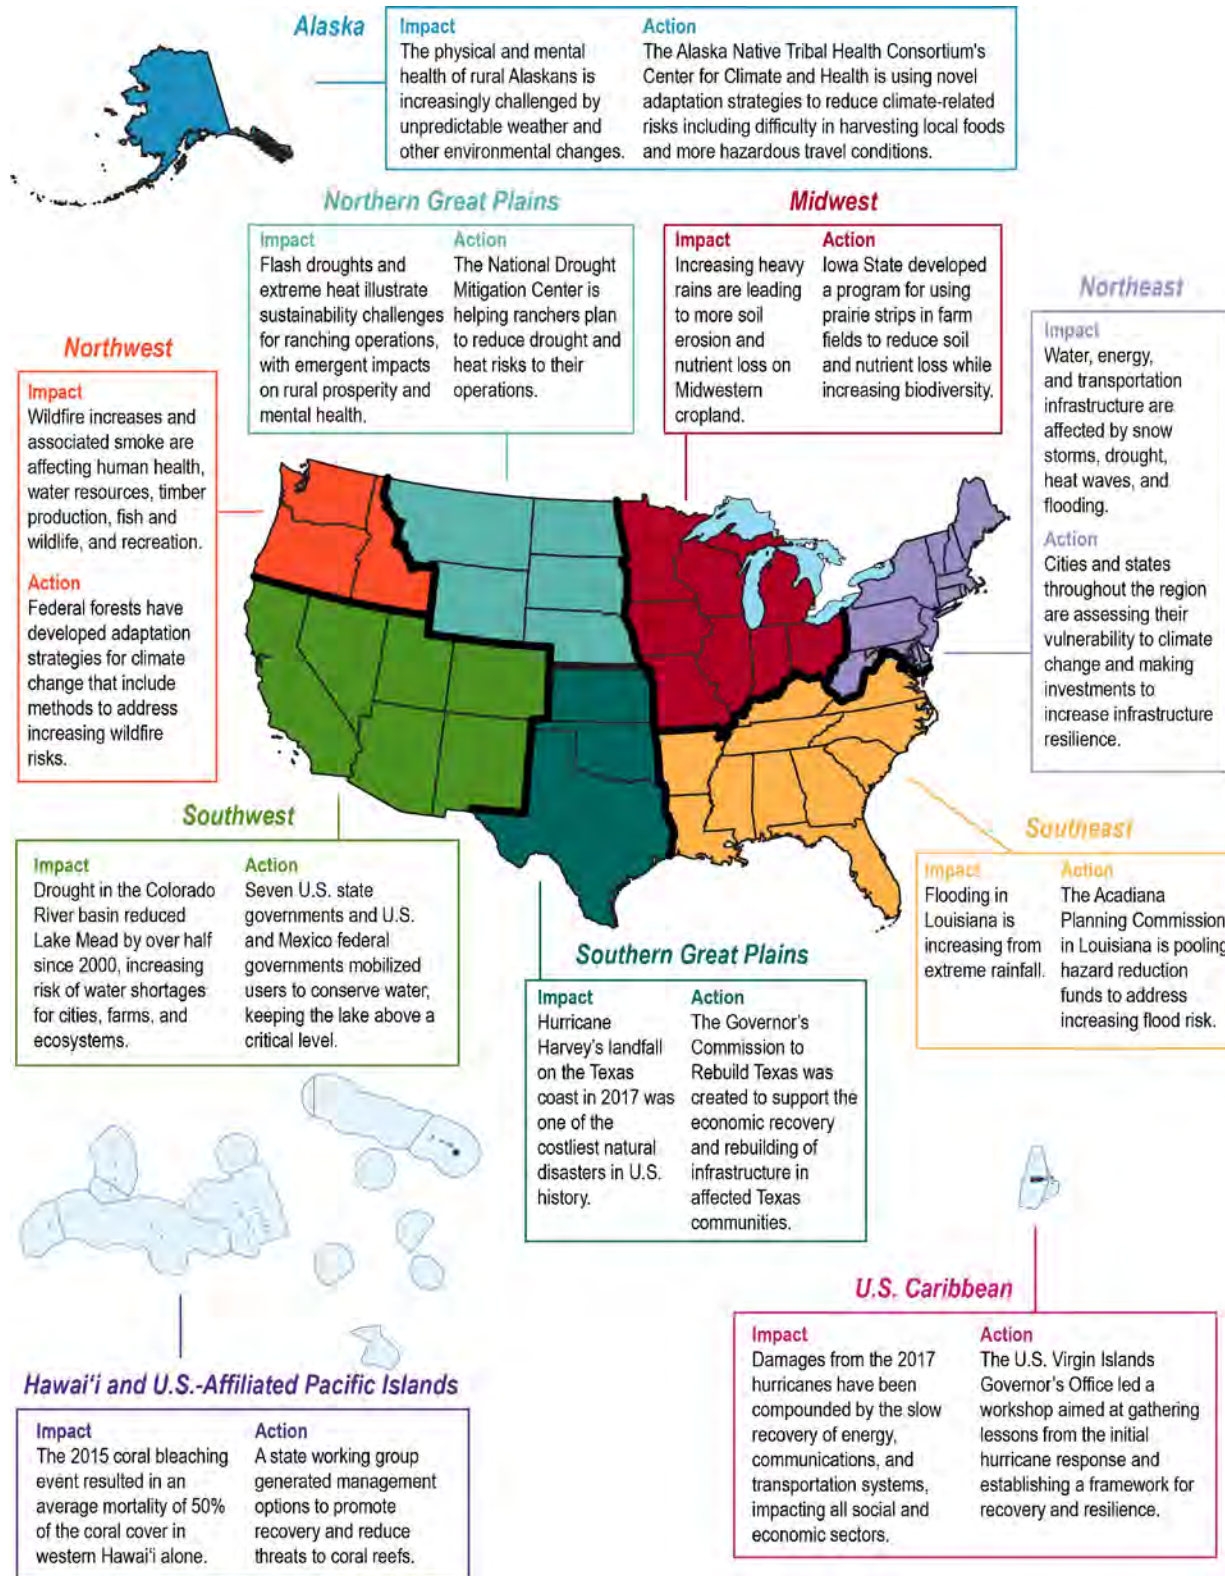 Alaska
Impact
The physical and mental
health of rural Alaskans is
increasingly challenged by
unpredictable weather and
other environmental changes.
Action
The Alaska Native Tribal Health Consortium's
Center for Climate and Health is using novel
adaptation strategies to reduce climate-related
risks including difficulty in harvesting local foods
and more hazardous travel conditions.
Northern Great Plains
Impact
Flash droughts and
extreme heat illustrate
sustainability challenges
for ranching operations,
with emergent impacts
on rural prosperity and
mental health.
Action
The National Drought
Mitigation Center is
helping ranchers plan
to reduce drought and
heat risks to their
operations.
Midwest
Impact
Increasing heavy
rains are leading
to more soil
erosion and
nutrient loss on
Midwestern
cropland.
Action
Iowa State developed
a program for using
prairie strips in farm
fields to reduce soil
and nutrient loss while
increasing biodiversity.
Northeast
Impact
Water, energy,
and transportation
infrastructure are
affected by snow
storms, drought,
heat waves, and
flooding.
Action
Cities and states
throughout the region
are assessing their
vulnerability to climate
change and making
investments to
increase infrastructure
resilience.
Northwest
Impact
Wildfire increases and
associated smoke are
affecting human health,
water resources, timber
production, fish and
wildlife, and recreation.
Action
Federal forests have
developed adaptation
strategies for climate
change that include
methods to address
increasing wildfire
risks.
Southwest
Impact
Drought in the Colorado
River basin reduced
Lake Mead by over half
since 2000, increasing
risk of water shortages
for cities, farms, and
ecosystems.
Action
Seven U.S. state
governments and U.S.
and Mexico federal
governments mobilized
users to conserve water,
keeping the lake above a
critical level.
Southeast
Impact
Flooding in
Louisiana is
increasing from
extreme rainfall.
Action
The Acadiana
Planning Commission
in Louisiana is pooling
hazard reduction
funds to address
increasing flood risk.
Southern Great Plains
Impact
Hurricane
Harvey's landfall
on the Texas
coast in 2017 was
one of the
costliest natural
disasters in U.S.
history.
Action
The Governor's
Commission to
Rebuild Texas was
created to support the
economic recovery
and rebuilding of
infrastructure in
affected Texas
communities.
U.S. Caribbean
Impact
Damages from the 2017
hurricanes have been
compounded by the slow
recovery of energy,
communications, and
transportation systems,
impacting all social and
economic sectors.
Action
The U.S. Virgin Islands
Governor's Office led a
workshop aimed at gathering
lessons from the initial
hurricane response and
establishing a framework for
recovery and resilience.
Hawai‘i and U.S.-Affiliated Pacific Islands
Impact
The 2015 coral bleaching
event resulted in an
average mortality of 50%
of the coral cover in
western Hawai‘i alone.
Action
A state working group
generated management
options to promote
recovery and reduce
threats to coral reefs.